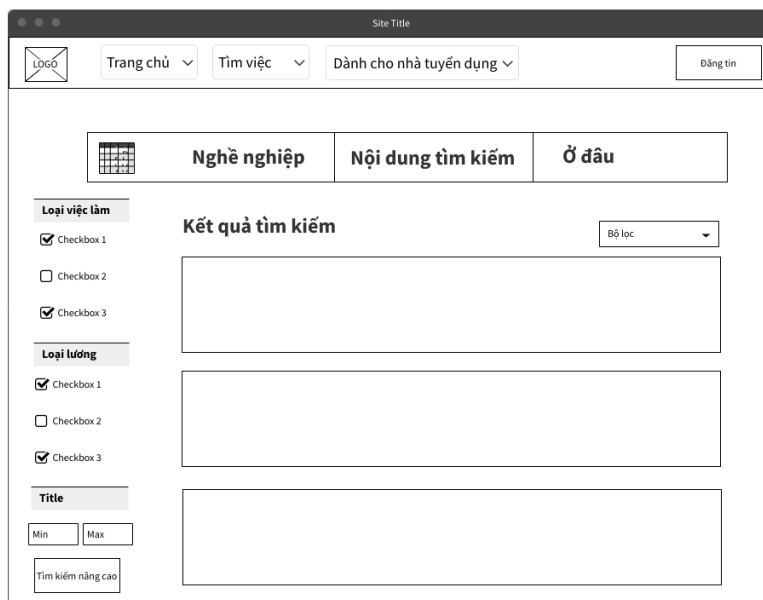 Site Title
LOGO
Trang chủ
Tìm việc
Dành cho nhà tuyển dụng
Đăng tin
Nghề nghiệp
Nội dung tìm kiếm
Ở đâu
Loại việc làm
Checkbox 1
Checkbox 2
Checkbox 3
Loại lương
Checkbox 1
Checkbox 2
Checkbox 3
Title
Min
Max
Tìm kiếm nâng cao
Kết quả tìm kiếm
Bộ lọc